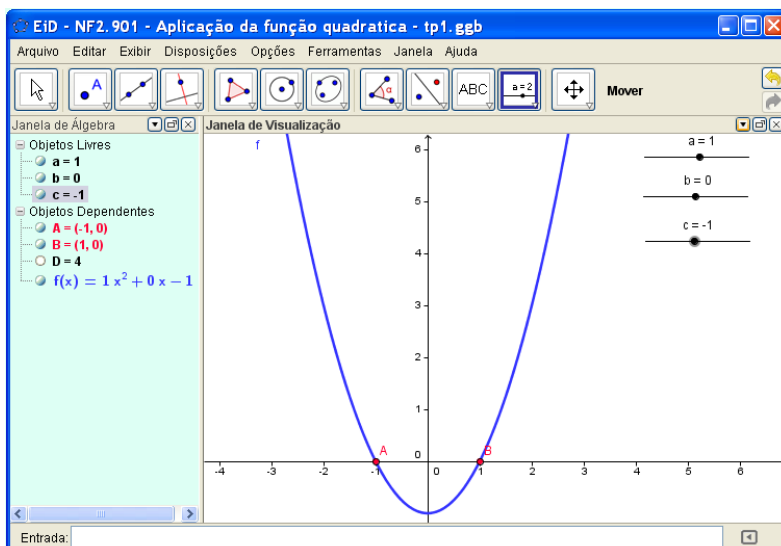 EiD - NF2.901 - Aplicação da função quadratica - tp1.ggb
Arquivo Editar Exibir Disposições Opções Ferramentas Janela Ajuda
A α ABC a=2 Mover
Janela de Álgebra
Janela de Visualização
Objetos Livres
a = 1
b = 0
c = -1
Objetos Dependentes
A = (-1, 0)
B = (1, 0)
D = 4
f(x) = 1 x² + 0 x − 1
f
a = 1
b = 0
c = -1
6
5
4
3
2
1
0
A
B
-4 -3 -2 -1 0 1 2 3 4 5 6
Entrada: